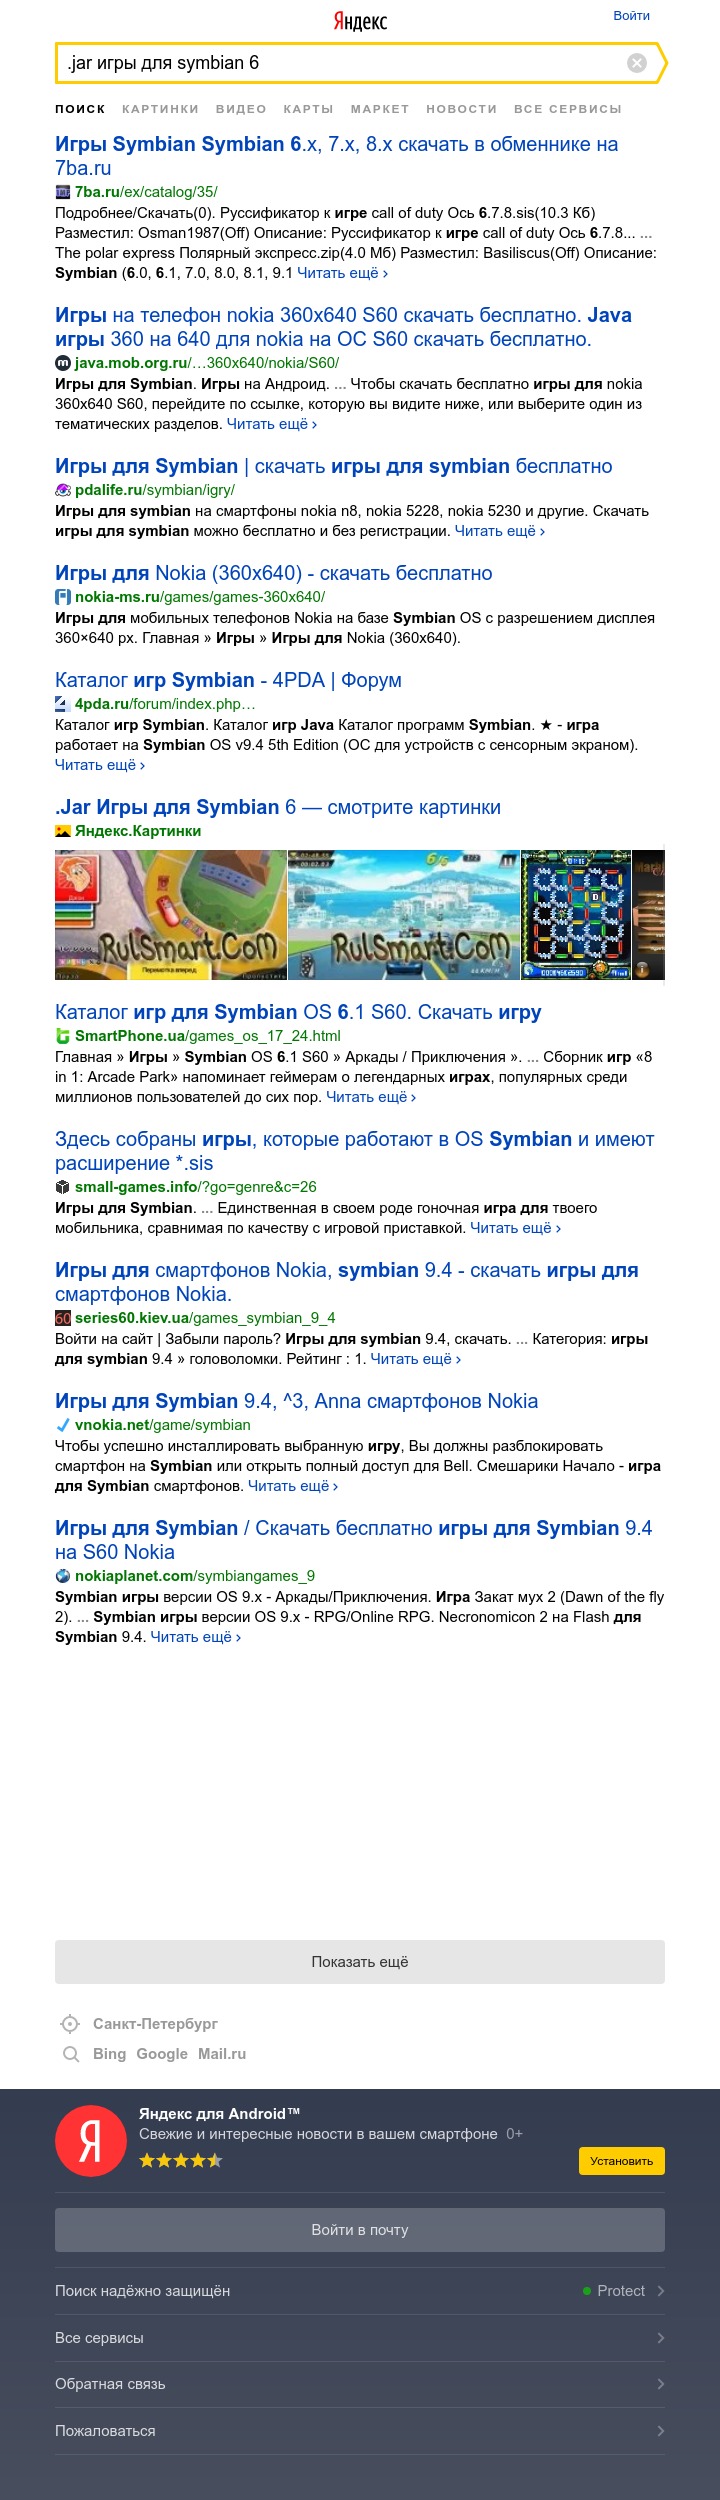 Яндекс
Войти
.jar игры для symbian 6
ПОИСК КАРТИНКИ ВИДЕО КАРТЫ МАРКЕТ НОВОСТИ ВСЕ СЕРВИСЫ
Игры Symbian Symbian 6.x, 7.x, 8.x скачать в обменнике на
7ba.ru
7ba.ru/ex/catalog/35/
Подробнее/Скачать(0). Руссификатор к игре call of duty Ось 6.7.8.sis(10.3 Кб)
Разместил: Osman1987(Off) Описание: Руссификатор к игре call of duty Ось 6.7.8... ...
The polar express Полярный экспресс.zip(4.0 Мб) Разместил: Basiliscus(Off) Описание:
Symbian (6.0, 6.1, 7.0, 8.0, 8.1, 9.1 Читать ещё ›
Игры на телефон nokia 360x640 S60 скачать бесплатно. Java
игры 360 на 640 для nokia на ОС S60 скачать бесплатно.
java.mob.org.ru/…360x640/nokia/S60/
Игры для Symbian. Игры на Андроид. ... Чтобы скачать бесплатно игры для nokia
360x640 S60, перейдите по ссылке, которую вы видите ниже, или выберите один из
тематических разделов. Читать ещё ›
Игры для Symbian | скачать игры для symbian бесплатно
pdalife.ru/symbian/igry/
Игры для symbian на смартфоны nokia n8, nokia 5228, nokia 5230 и другие. Скачать
игры для symbian можно бесплатно и без регистрации. Читать ещё ›
Игры для Nokia (360x640) - скачать бесплатно
nokia-ms.ru/games/games-360x640/
Игры для мобильных телефонов Nokia на базе Symbian OS с разрешением дисплея
360×640 px. Главная » Игры » Игры для Nokia (360x640).
Каталог игр Symbian - 4PDA | Форум
4pda.ru/forum/index.php…
Каталог игр Symbian. Каталог игр Java Каталог программ Symbian. ★ - игра
работает на Symbian OS v9.4 5th Edition (ОС для устройств с сенсорным экраном).
Читать ещё ›
.Jar Игры для Symbian 6 — смотрите картинки
Яндекс.Картинки
RulSmart.Com
Перемотка вперед
RulSmart.Com
Каталог игр для Symbian OS 6.1 S60. Скачать игру
SmartPhone.ua/games_os_17_24.html
Главная » Игры » Symbian OS 6.1 S60 » Аркады / Приключения ». ... Сборник игр «8
in 1: Arcade Park» напоминает геймерам о легендарных играх, популярных среди
миллионов пользователей до сих пор. Читать ещё ›
Здесь собраны игры, которые работают в OS Symbian и имеют
расширение *.sis
small-games.info/?go=genre&c=26
Игры для Symbian. ... Единственная в своем роде гоночная игра для твоего
мобильника, сравнимая по качеству с игровой приставкой. Читать ещё ›
Игры для смартфонов Nokia, symbian 9.4 - скачать игры для
смартфонов Nokia.
60 series60.kiev.ua/games_symbian_9_4
Войти на сайт | Забыли пароль? Игры для symbian 9.4, скачать. ... Категория: игры
для symbian 9.4 » головоломки. Рейтинг : 1. Читать ещё ›
Игры для Symbian 9.4, ^3, Anna смартфонов Nokia
vnokia.net/game/symbian
Чтобы успешно инсталлировать выбранную игру, Вы должны разблокировать
смартфон на Symbian или открыть полный доступ для Bell. Смешарики Начало - игра
для Symbian смартфонов. Читать ещё ›
Игры для Symbian / Скачать бесплатно игры для Symbian 9.4
на S60 Nokia
nokiaplanet.com/symbiangames_9
Symbian игры версии OS 9.x - Аркады/Приключения. Игра Закат мух 2 (Dawn of the fly
2). ... Symbian игры версии OS 9.x - RPG/Online RPG. Necronomicon 2 на Flash для
Symbian 9.4. Читать ещё ›
Показать ещё
Санкт-Петербург
Bing Google Mail.ru
Я
Яндекс для Android™
Свежие и интересные новости в вашем смартфоне 0+
Установить
Войти в почту
Поиск надёжно защищён
Protect
Все сервисы
Обратная связь
Пожаловаться